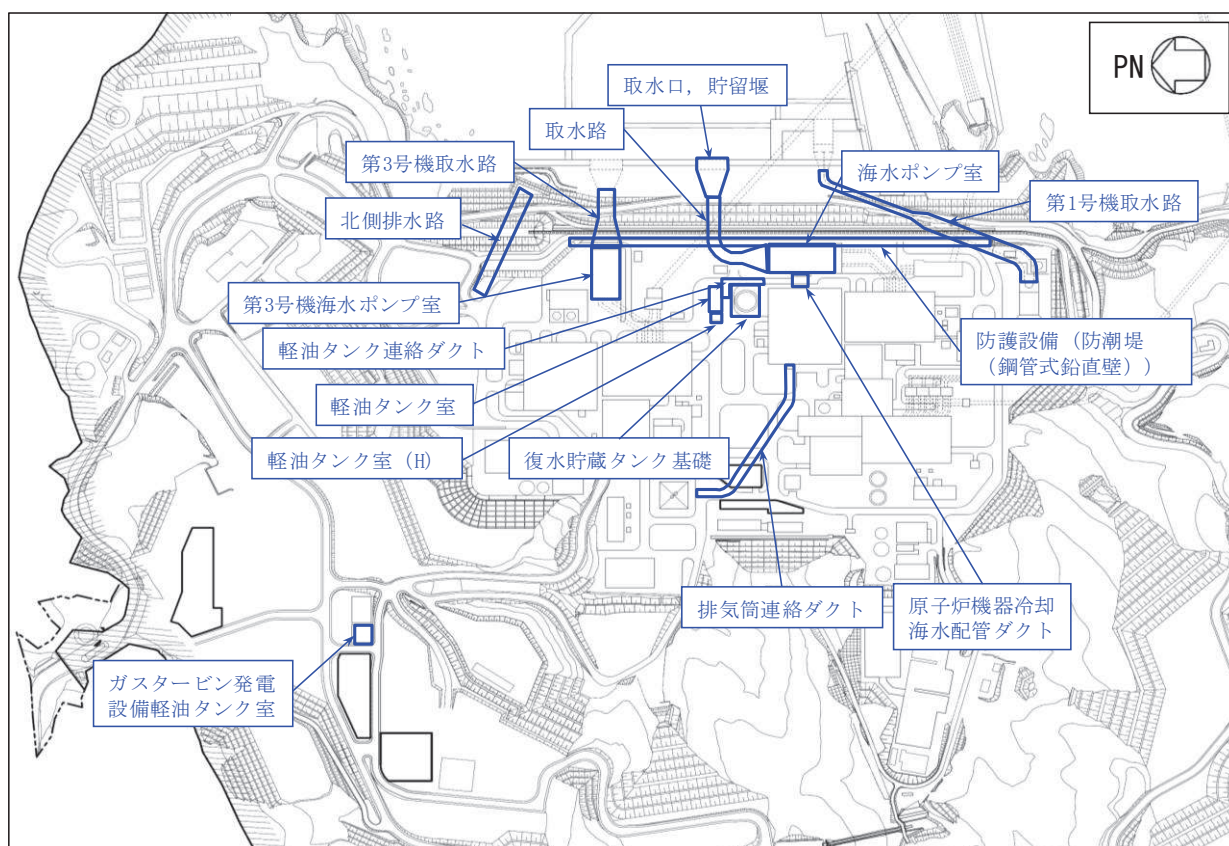 PN
取水口，貯留堰
取水路
第3号機取水路
海水ポンプ室
北側排水路
第1号機取水路
第3号機海水ポンプ室
軽油タンク連絡ダクト
防護設備（防潮堤
（鋼管式鉛直壁））
軽油タンク室
軽油タンク室（H）
復水貯蔵タンク基礎
排気筒連絡ダクト
原子炉機器冷却
海水配管ダクト
ガスタービン発電
設備軽油タンク室